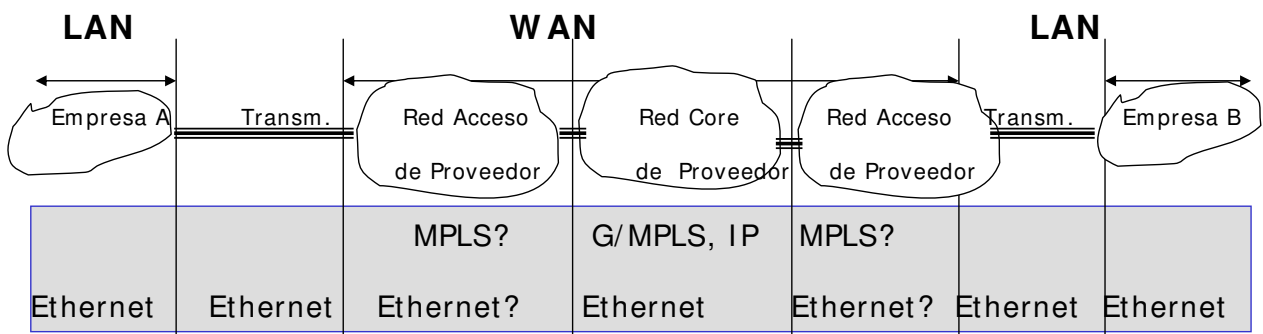 LAN WAN LAN
Empresa A Transm. Red Acceso Red Core Red Acceso Transm. Empresa B
de Proveedor de Proveedor de Proveedor
MPLS? G/MPLS, IP MPLS?
Ethernet Ethernet Ethernet? Ethernet Ethernet? Ethernet Ethernet